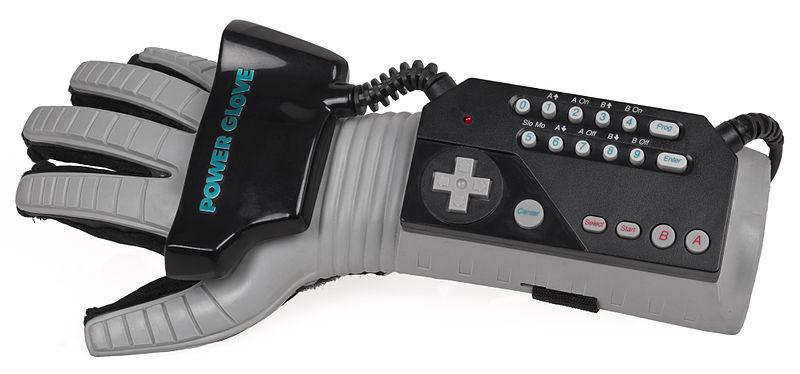 POWER GLOVE
A⬆ A On B⬆ B On
0 1 2 3 4 Prog
Slo Mo A⬇ A Off B⬇ B Off
5 6 7 8 9 Enter
Center
Select Start B A